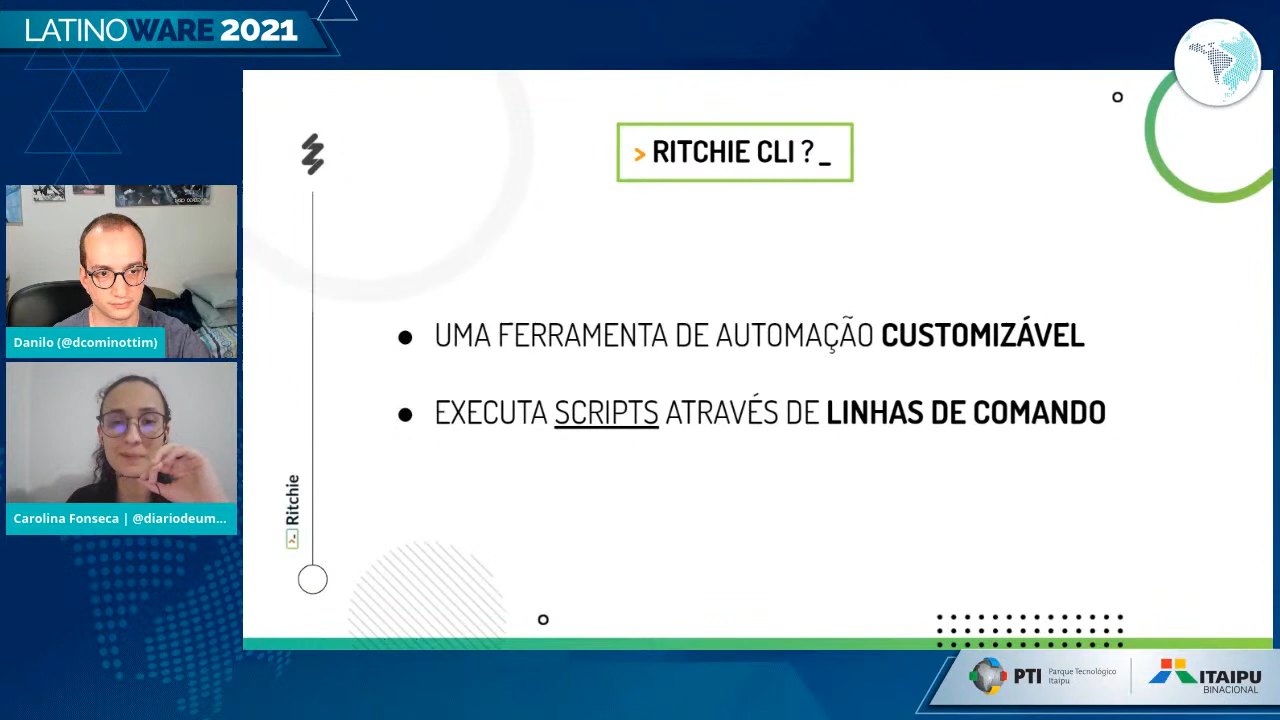 LATINOWARE 2021
> RITCHIE CLI ? _
• UMA FERRAMENTA DE AUTOMAÇÃO CUSTOMIZÁVEL
• EXECUTA SCRIPTS ATRAVÉS DE LINHAS DE COMANDO
>_ Ritchie
Danilo (@dcominottim)
Carolina Fonseca | @diariodeum...
PTI Parque Tecnológico
Itaipu
ITAIPU
BINACIONAL